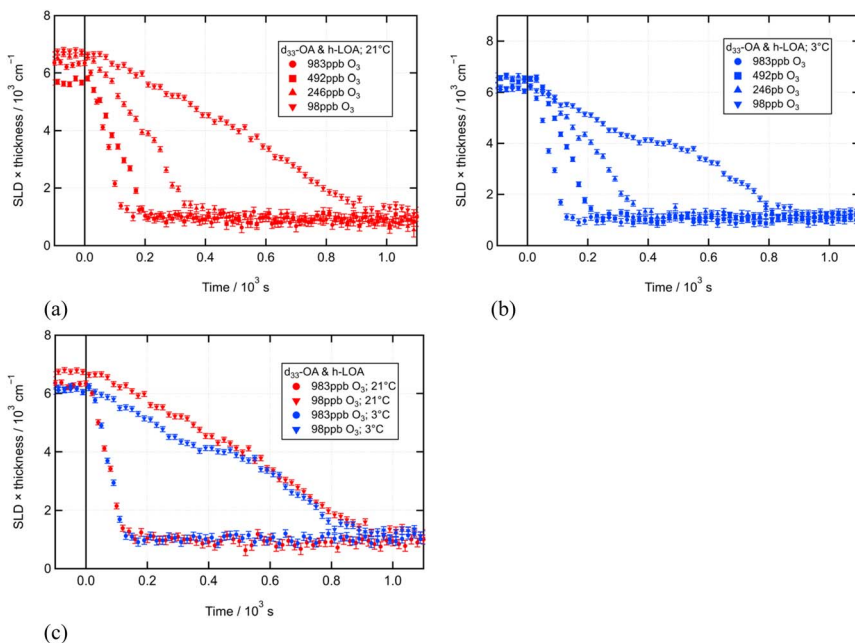 8
6
4
2
0
SLD × thickness / 10³ cm⁻¹
d₃₃-OA & h-LOA; 21°C
983ppb O₃
492ppb O₃
246ppb O₃
98ppb O₃
0.0 0.2 0.4 0.6 0.8 1.0
Time / 10³ s
(a)
8
6
4
2
0
SLD × thickness / 10³ cm⁻¹
d₃₃-OA & h-LOA; 3°C
983ppb O₃
492pb O₃
246pb O₃
98ppb O₃
0.0 0.2 0.4 0.6 0.8 1.0
Time / 10³ s
(b)
8
6
4
2
0
SLD × thickness / 10³ cm⁻¹
d₃₃-OA & h-LOA
983ppb O₃; 21°C
98ppb O₃; 21°C
983ppb O₃; 3°C
98ppb O₃; 3°C
0.0 0.2 0.4 0.6 0.8 1.0
Time / 10³ s
(c)